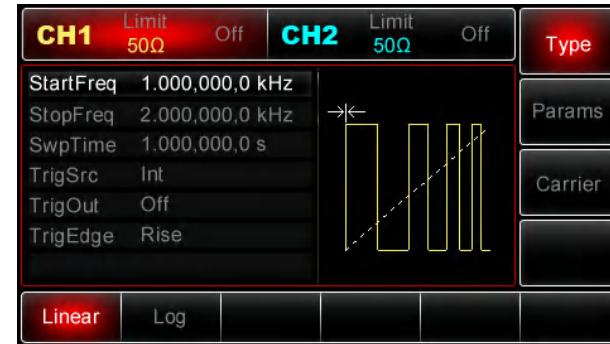 CH1 Limit 50Ω Off CH2 Limit 50Ω Off
Type
StartFreq 1.000,000,0 kHz
StopFreq 2.000,000,0 kHz
SwpTime 1.000,000,0 s
TrigSrc Int
TrigOut Off
TrigEdge Rise
Params
Carrier
Linear Log